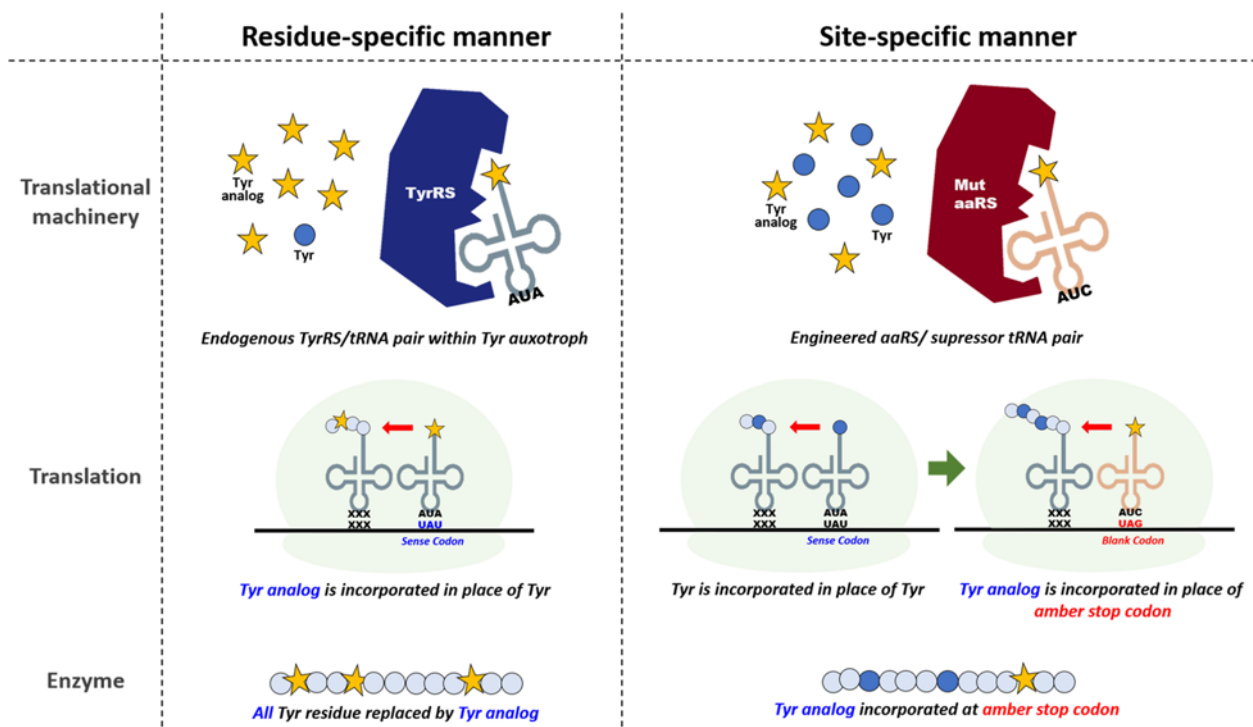 Residue-specific manner
Site-specific manner
Translational
machinery
Tyr
analog
Tyr
TyrRS
AUA
Endogenous TyrRS/tRNA pair within Tyr auxotroph
Tyr
analog
Tyr
Mut
aaRS
AUC
Engineered aaRS/ supressor tRNA pair
Translation
XXX
XXX
AUA
UAU
Sense Codon
Tyr analog is incorporated in place of Tyr
XXX
XXX
AUA
UAU
Sense Codon
Tyr is incorporated in place of Tyr
XXX
XXX
AUC
UAG
Blank Codon
Tyr analog is incorporated in place of
amber stop codon
Enzyme
All Tyr residue replaced by Tyr analog
Tyr analog incorporated at amber stop codon